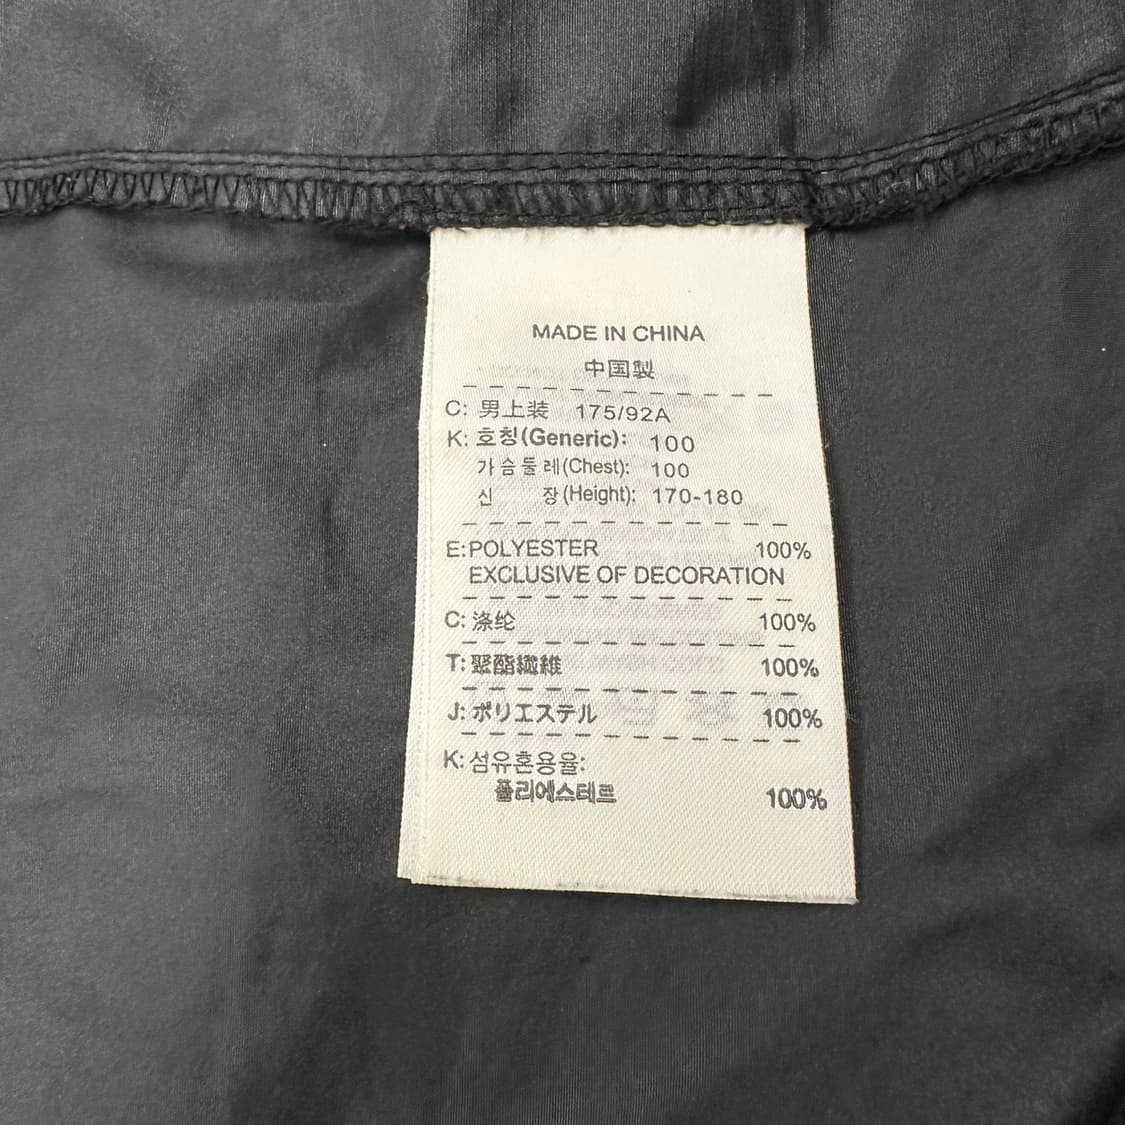 MADE IN CHINA
中国製
C: 男上装 175/92A
K: 호칭(Generic): 100
가슴둘레(Chest): 100
신 장(Height): 170-180
E:POLYESTER 100%
EXCLUSIVE OF DECORATION
C: 涤纶 100%
T: 聚酯纖維 100%
J: ポリエステル 100%
K: 섬유혼용율:
폴리에스테르 100%